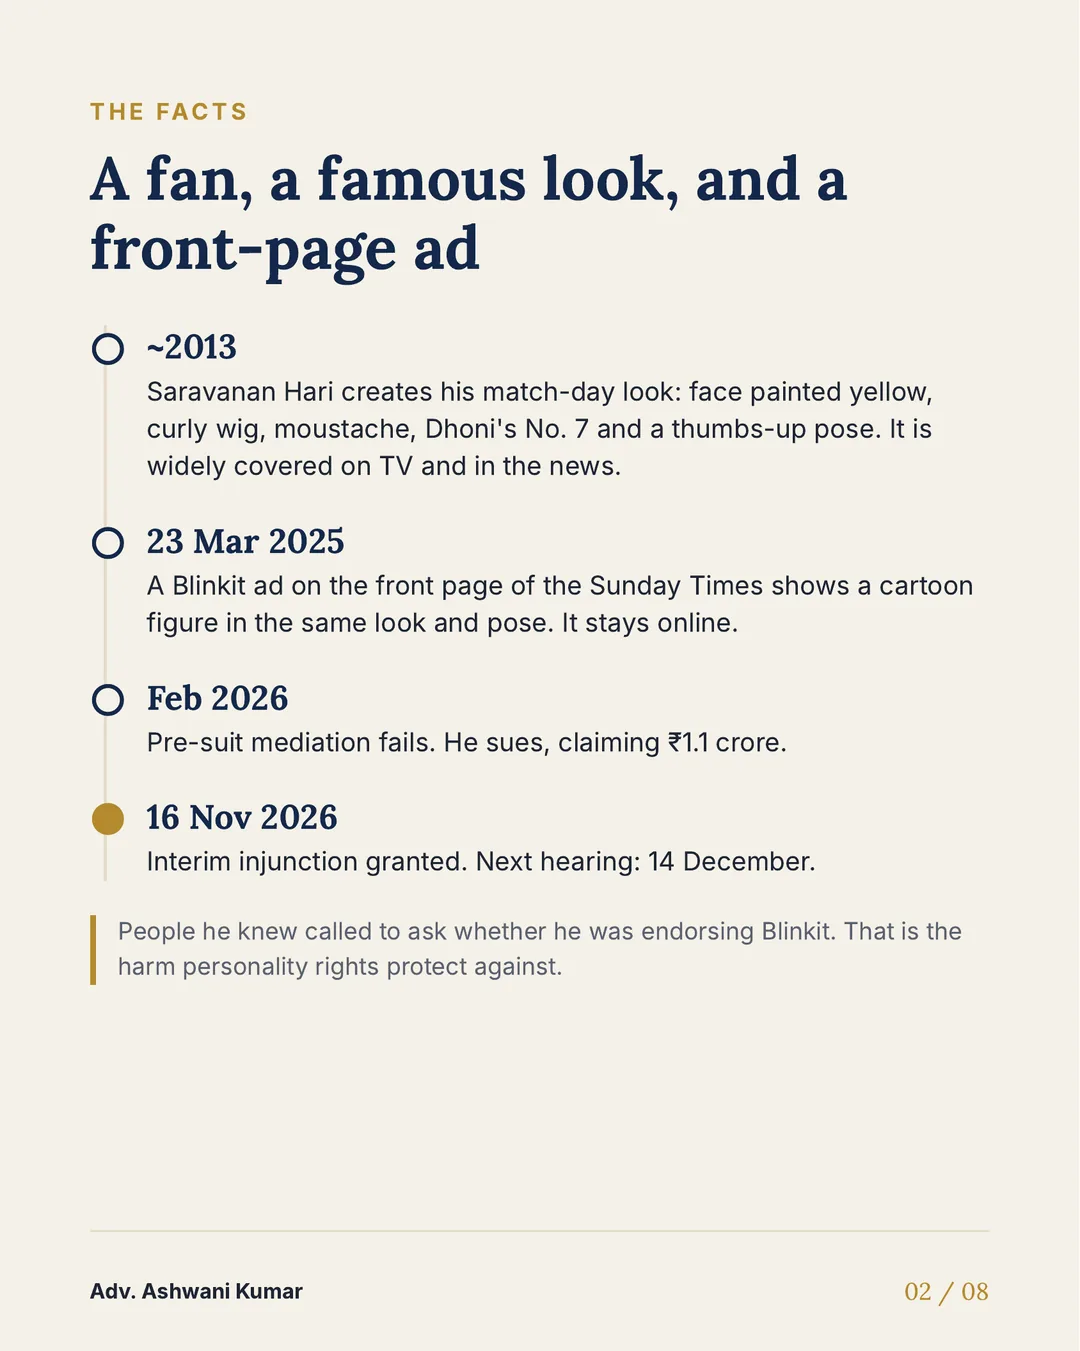 THE FACTS
A fan, a famous look, and a
front-page ad
~2013
Saravanan Hari creates his match-day look: face painted yellow,
curly wig, moustache, Dhoni's No. 7 and a thumbs-up pose. It is
widely covered on TV and in the news.
23 Mar 2025
A Blinkit ad on the front page of the Sunday Times shows a cartoon
figure in the same look and pose. It stays online.
Feb 2026
Pre-suit mediation fails. He sues, claiming ₹1.1 crore.
16 Nov 2026
Interim injunction granted. Next hearing: 14 December.
People he knew called to ask whether he was endorsing Blinkit. That is the
harm personality rights protect against.
Adv. Ashwani Kumar
02 / 08